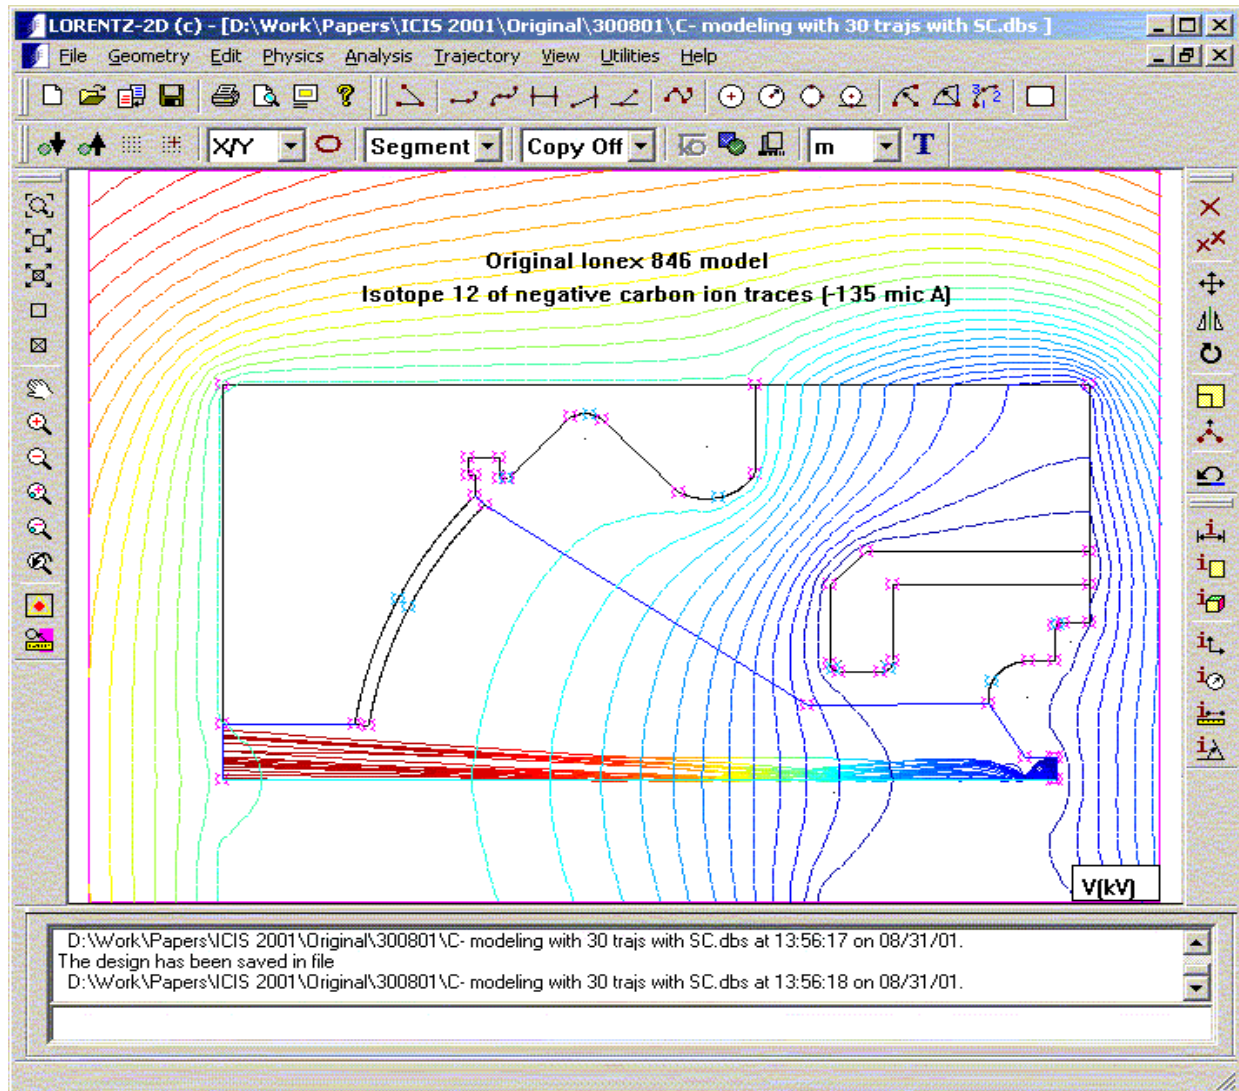 LORENTZ-2D (c) - [D:\Work\Papers\ICIS 2001\Original\300801\C- modeling with 30 trajs with SC.dbs ]
File Geometry Edit Physics Analysis Trajectory View Utilities Help
X/Y Segment Copy Off m T
Original Ionex 846 model
Isotope 12 of negative carbon ion traces (-135 mic A)
V(kV)
D:\Work\Papers\ICIS 2001\Original\300801\C- modeling with 30 trajs with SC.dbs at 13:56:17 on 08/31/01.
The design has been saved in file
D:\Work\Papers\ICIS 2001\Original\300801\C- modeling with 30 trajs with SC.dbs at 13:56:18 on 08/31/01.